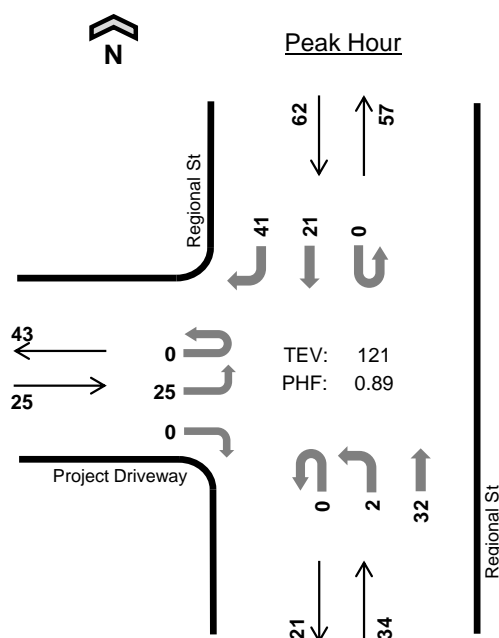 Peak Hour
N
62
57
Regional St
41
21
0
43
0
TEV: 121
25
25
PHF: 0.89
0
Project Driveway
0
2
32
Regional St
21
34